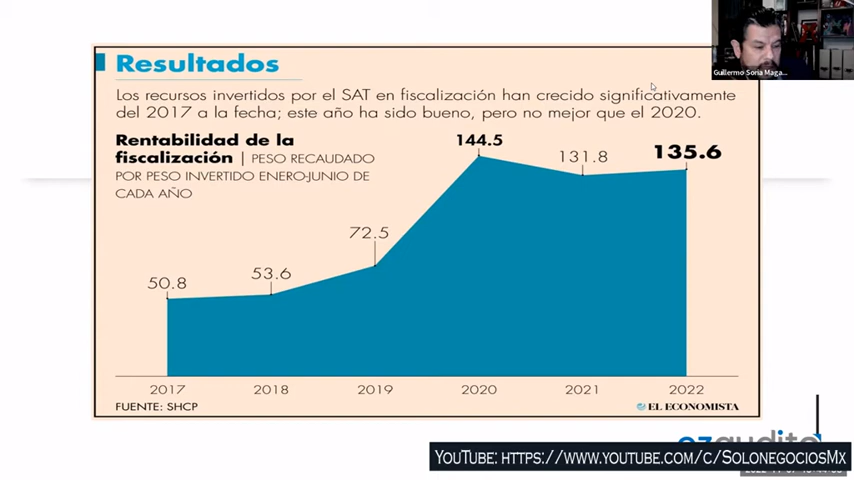 Guillermo Soria Maga...
Resultados
Los recursos invertidos por el SAT en fiscalización han crecido significativamente
del 2017 a la fecha; este año ha sido bueno, pero no mejor que el 2020.
Rentabilidad de la
fiscalización | PESO RECAUDADO
POR PESO INVERTIDO ENERO-JUNIO DE
CADA AÑO
50.8
53.6
72.5
144.5
131.8
135.6
2017 2018 2019 2020 2021 2022
FUENTE: SHCP
EL ECONOMISTA
YouTube: https://www.youtube.com/c/SolonegociosMx